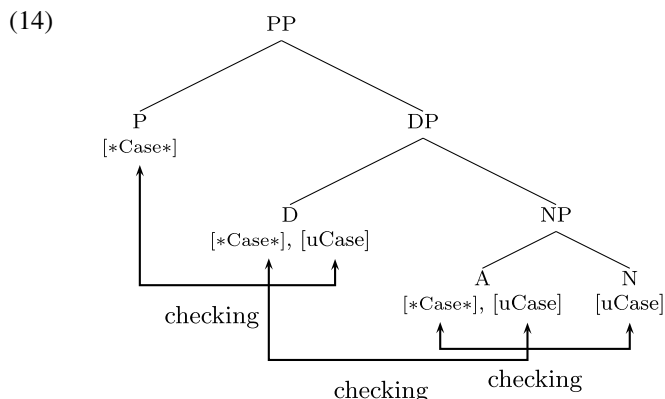 (14)
PP
P DP
[∗Case∗]
D NP
[∗Case∗], [uCase]
A N
[∗Case∗], [uCase] [uCase]
checking
checking
checking